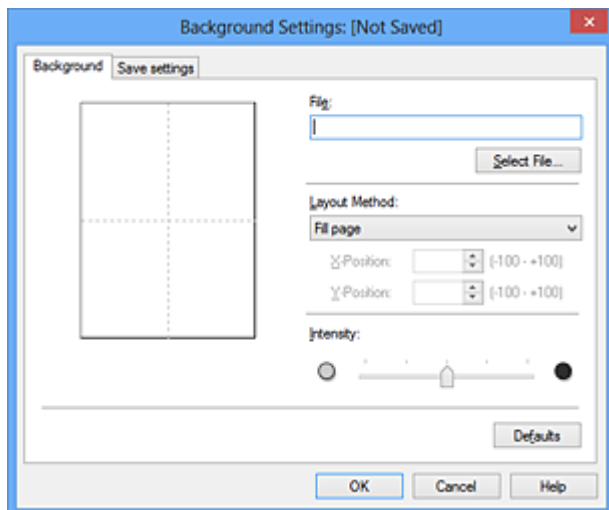 Background Settings: [Not Saved]
Background
Save settings
File:
Select File...
Layout Method:
Fill page
X-Position: (-100 - +100)
Y-Position: (-100 - +100)
Intensity:
Defaults
OK Cancel Help